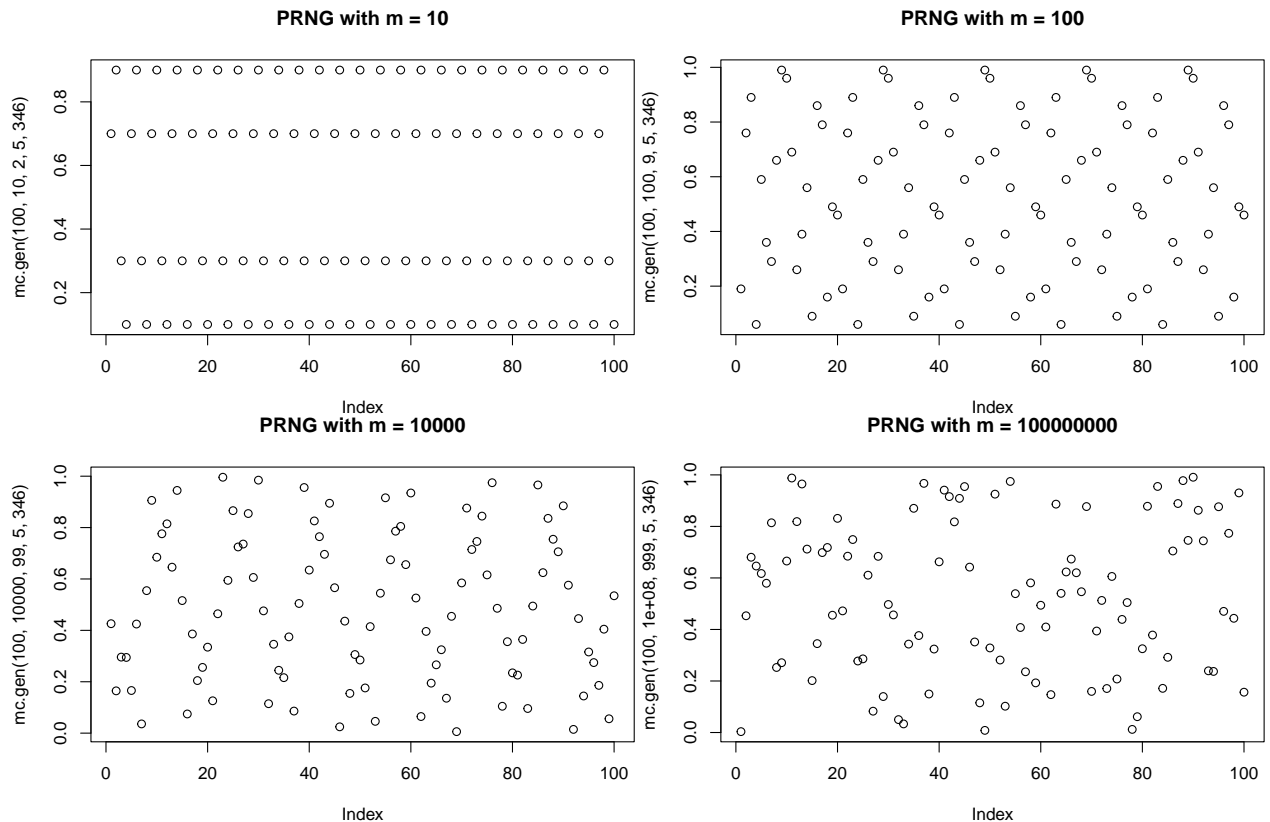 PRNG with m = 10
mc.gen(100, 10, 2, 5, 346)
0.2 0.4 0.6 0.8
0 20 40 60 80 100
Index
PRNG with m = 100
mc.gen(100, 100, 9, 5, 346)
0.2 0.4 0.6 0.8 1.0
0 20 40 60 80 100
Index
PRNG with m = 10000
mc.gen(100, 10000, 99, 5, 346)
0.0 0.2 0.4 0.6 0.8 1.0
0 20 40 60 80 100
Index
PRNG with m = 100000000
mc.gen(100, 1e+08, 999, 5, 346)
0.0 0.2 0.4 0.6 0.8 1.0
0 20 40 60 80 100
Index